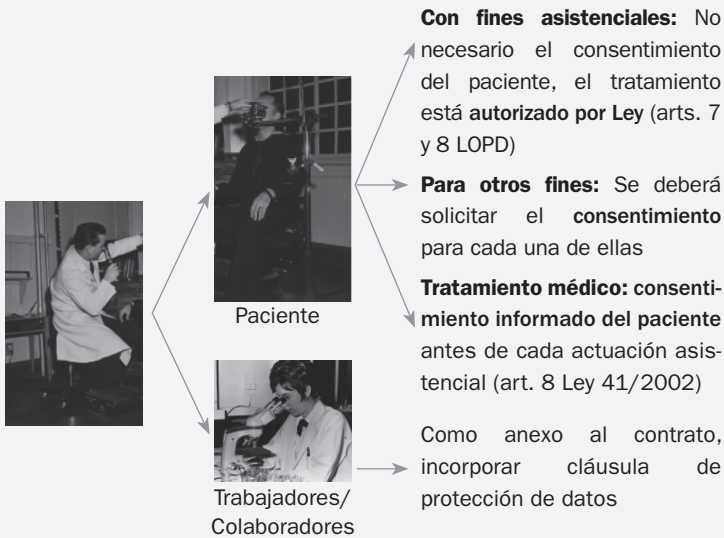 Con fines asistenciales: No
necesario el consentimiento
del paciente, el tratamiento
está autorizado por Ley (arts. 7
y 8 LOPD)
Para otros fines: Se deberá
solicitar el consentimiento
para cada una de ellas
Tratamiento médico: consenti-
miento informado del paciente
antes de cada actuación asis-
tencial (art. 8 Ley 41/2002)
Paciente
Como anexo al contrato,
incorporar cláusula de
protección de datos
Trabajadores/
Colaboradores